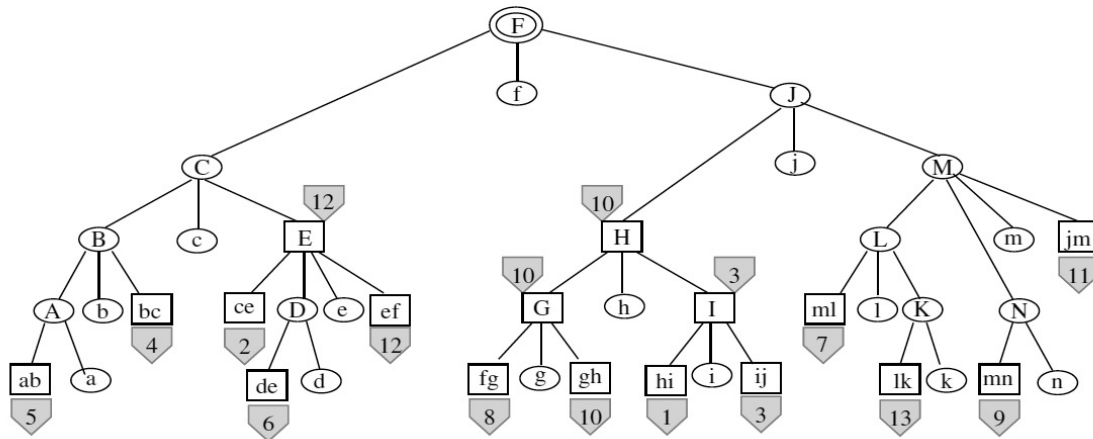 F
f
J
j
C
M
12
10
B
c
E
H
L
m
jm
10
3
11
A
b
bc
ce
D
e
ef
G
h
I
ml
l
K
N
4
2
12
7
ab
a
de
d
fg
g
gh
hi
i
ij
lk
k
mn
n
5
6
8
10
1
3
13
9